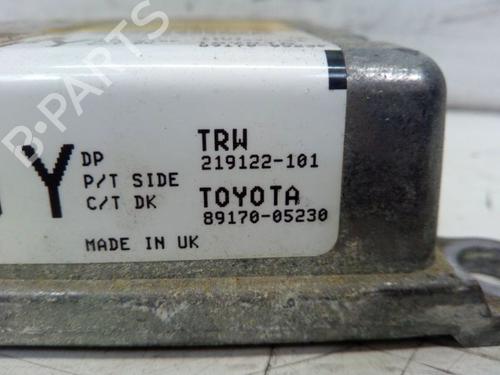 B-PARTS
Y
DP
TRW
219122-101
P/T SIDE
C/T DK
TOYOTA
89170-05230
MADE IN UK